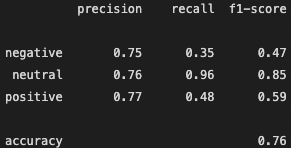 precision recall f1-score
negative 0.75 0.35 0.47
neutral 0.76 0.96 0.85
positive 0.77 0.48 0.59
accuracy 0.76